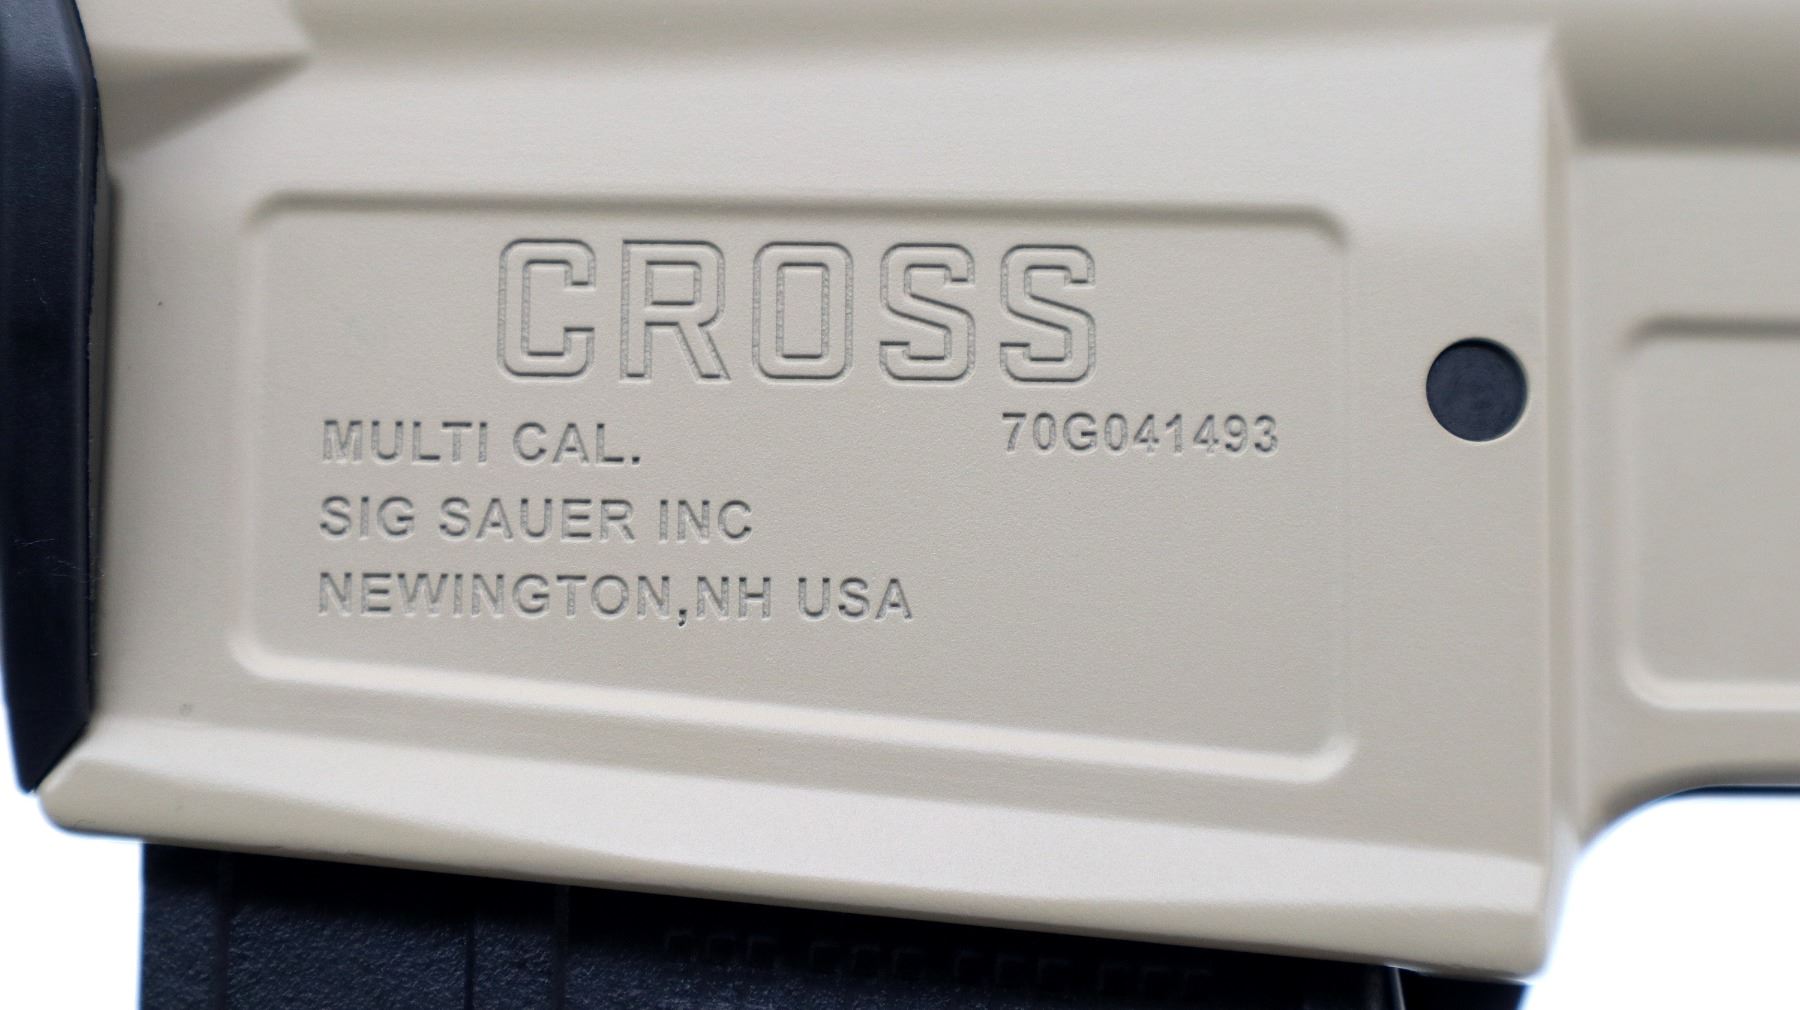 CROSS
MULTI CAL. 70G041493
SIG SAUER INC
NEWINGTON,NH USA